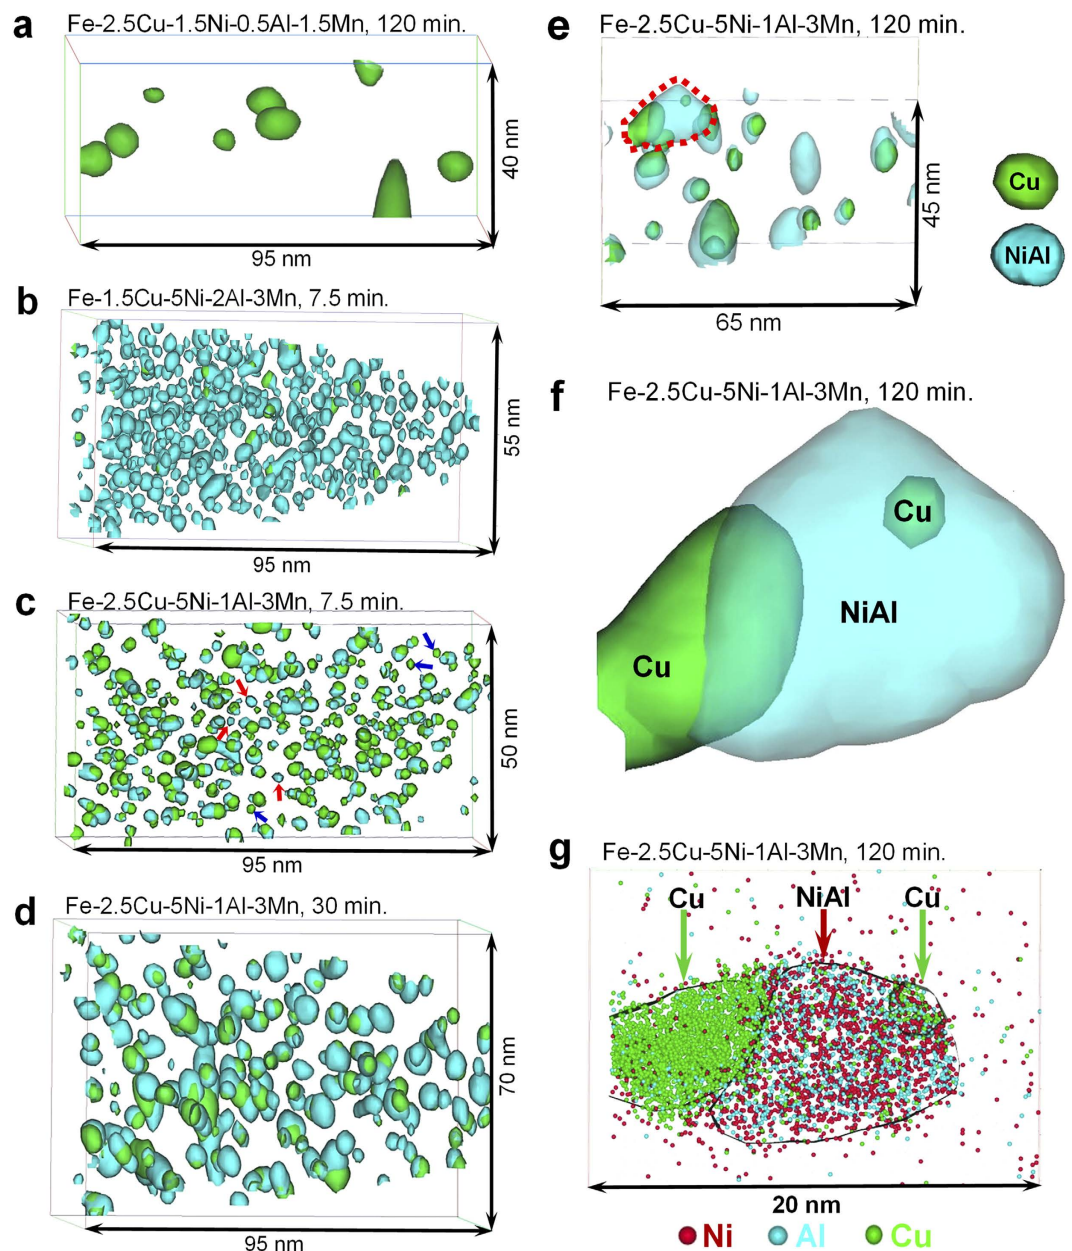 a
Fe-2.5Cu-1.5Ni-0.5Al-1.5Mn, 120 min.
40 nm
95 nm
b
Fe-1.5Cu-5Ni-2Al-3Mn, 7.5 min.
55 nm
95 nm
c
Fe-2.5Cu-5Ni-1Al-3Mn, 7.5 min.
50 nm
95 nm
d
Fe-2.5Cu-5Ni-1Al-3Mn, 30 min.
70 nm
95 nm
e
Fe-2.5Cu-5Ni-1Al-3Mn, 120 min.
45 nm
65 nm
Cu
NiAl
f
Fe-2.5Cu-5Ni-1Al-3Mn, 120 min.
Cu
NiAl
Cu
g
Fe-2.5Cu-5Ni-1Al-3Mn, 120 min.
Cu NiAl Cu
20 nm
Ni Al Cu